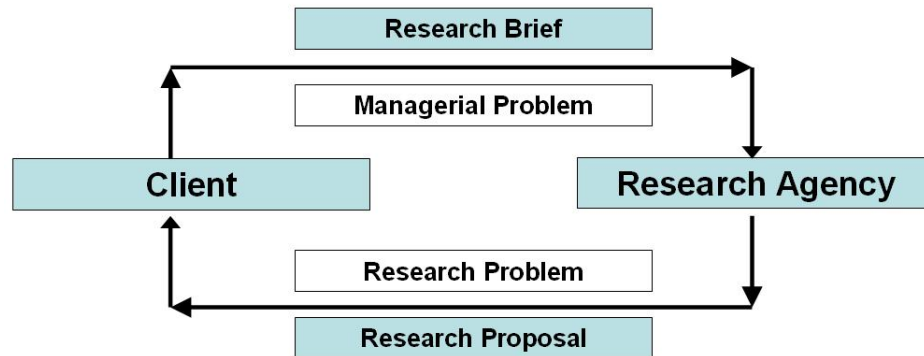 Research Brief
Managerial Problem
Client
Research Agency
Research Problem
Research Proposal